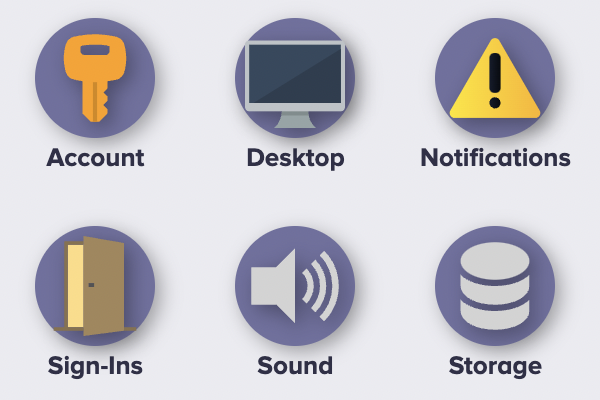 Account
Desktop
Notifications
Sign-Ins
Sound
Storage